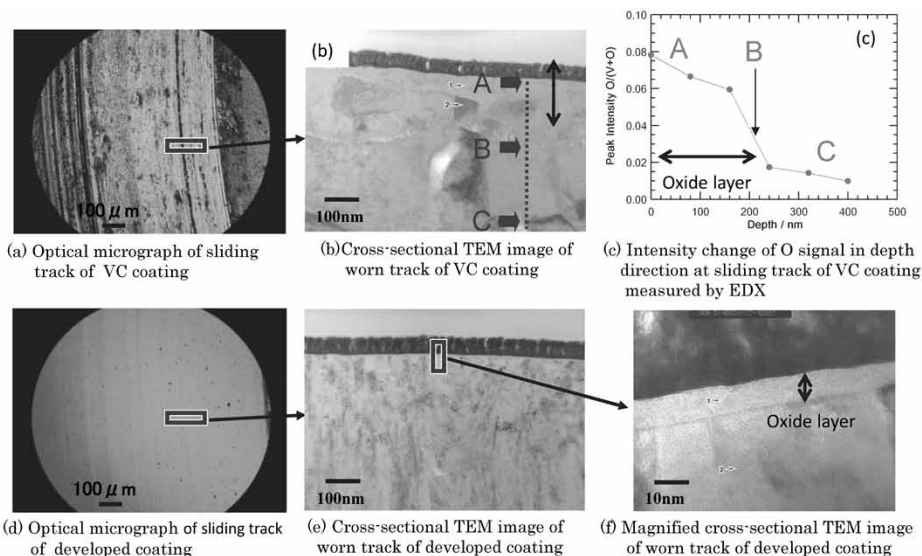 100μm
(a) Optical micrograph of sliding
track of VC coating
(b)
A
1→
2→
B
C
100nm
(b)Cross-sectional TEM image of
worn track of VC coating
(c)
Peak Intensity O/(V+O)
0.10
0.08
0.06
0.04
0.02
0.00
A
B
C
Oxide layer
0 100 200 300 400 500
Depth / nm
(c) Intensity change of O signal in depth
direction at sliding track of VC coating
measured by EDX
100μm
(d) Optical micrograph of sliding track
of developed coating
100nm
(e) Cross-sectional TEM image of
worn track of developed coating
1→
Oxide layer
2→
10nm
(f) Magnified cross-sectional TEM image
of worn track of developed coating